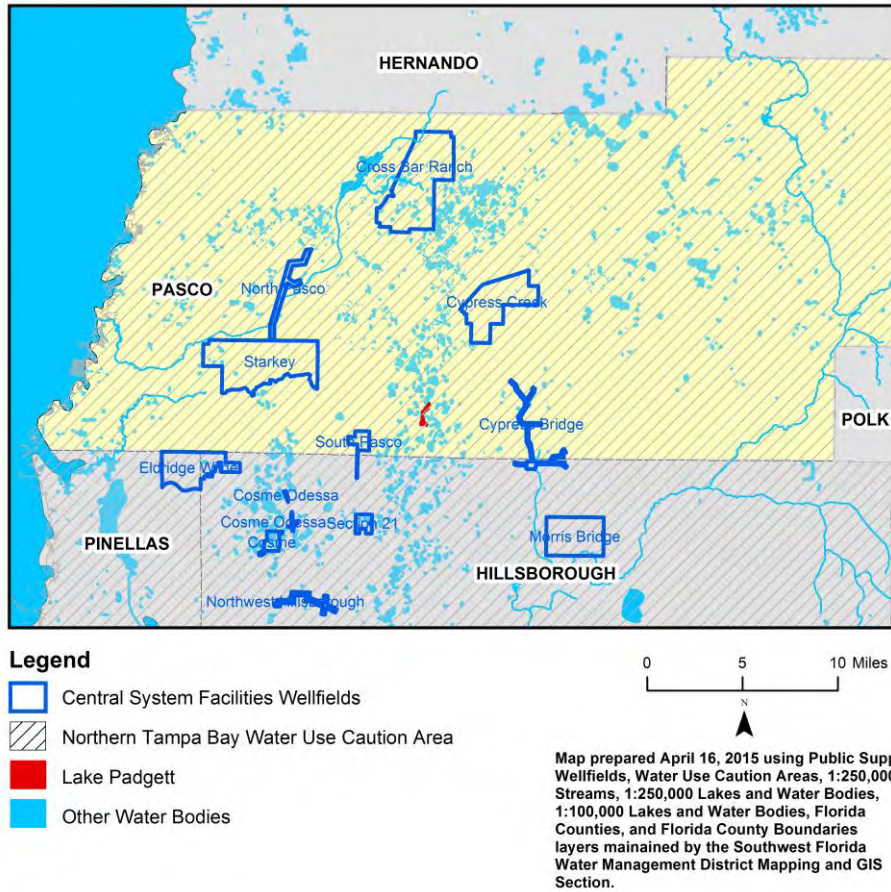 HERNANDO
Cross Bar Ranch
PASCO
North Pasco
Cypress Creek
Starkey
POLK
South Pasco
Cypress Bridge
Eldridge Wilde
Cosme Odessa
Cosme Odessa
Section 21
Cosme
Morris Bridge
PINELLAS
HILLSBOROUGH
Northwest Hillsborough
Legend
Central System Facilities Wellfields
Northern Tampa Bay Water Use Caution Area
Lake Padgett
Other Water Bodies
0 5 10 Miles
N
Map prepared April 16, 2015 using Public Supp
Wellfields, Water Use Caution Areas, 1:250,000
Streams, 1:250,000 Lakes and Water Bodies,
1:100,000 Lakes and Water Bodies, Florida
Counties, and Florida County Boundaries
layers mainained by the Southwest Florida
Water Management District Mapping and GIS
Section.